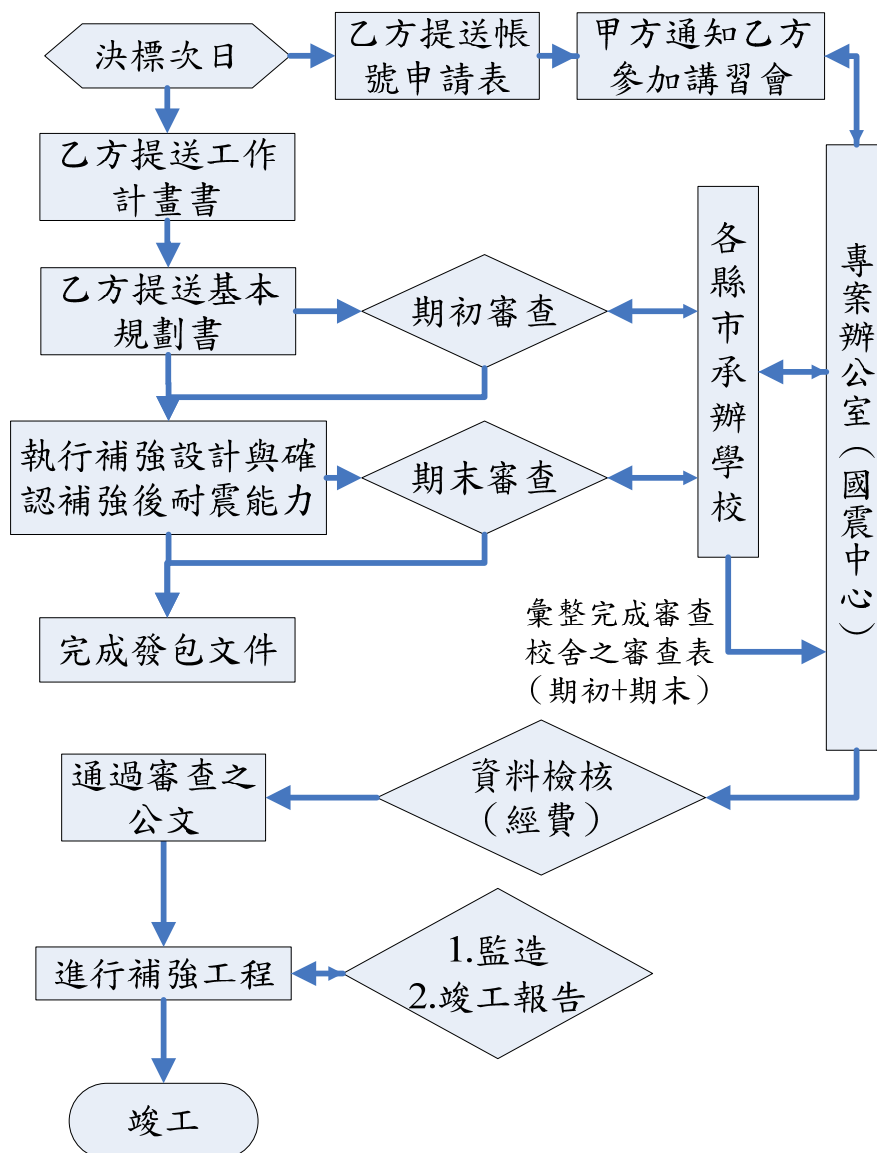 決標次日
乙方提送帳
號申請表
甲方通知乙方
參加講習會
乙方提送工作
計畫書
乙方提送基本
規劃書
期初審查
各縣市承辦學校
專案辦公室（國震中心）
執行補強設計與確
認補強後耐震能力
期末審查
完成發包文件
彙整完成審查
校舍之審查表
（期初+期末）
通過審查之
公文
資料檢核
（經費）
進行補強工程
1.監造
2.竣工報告
竣工